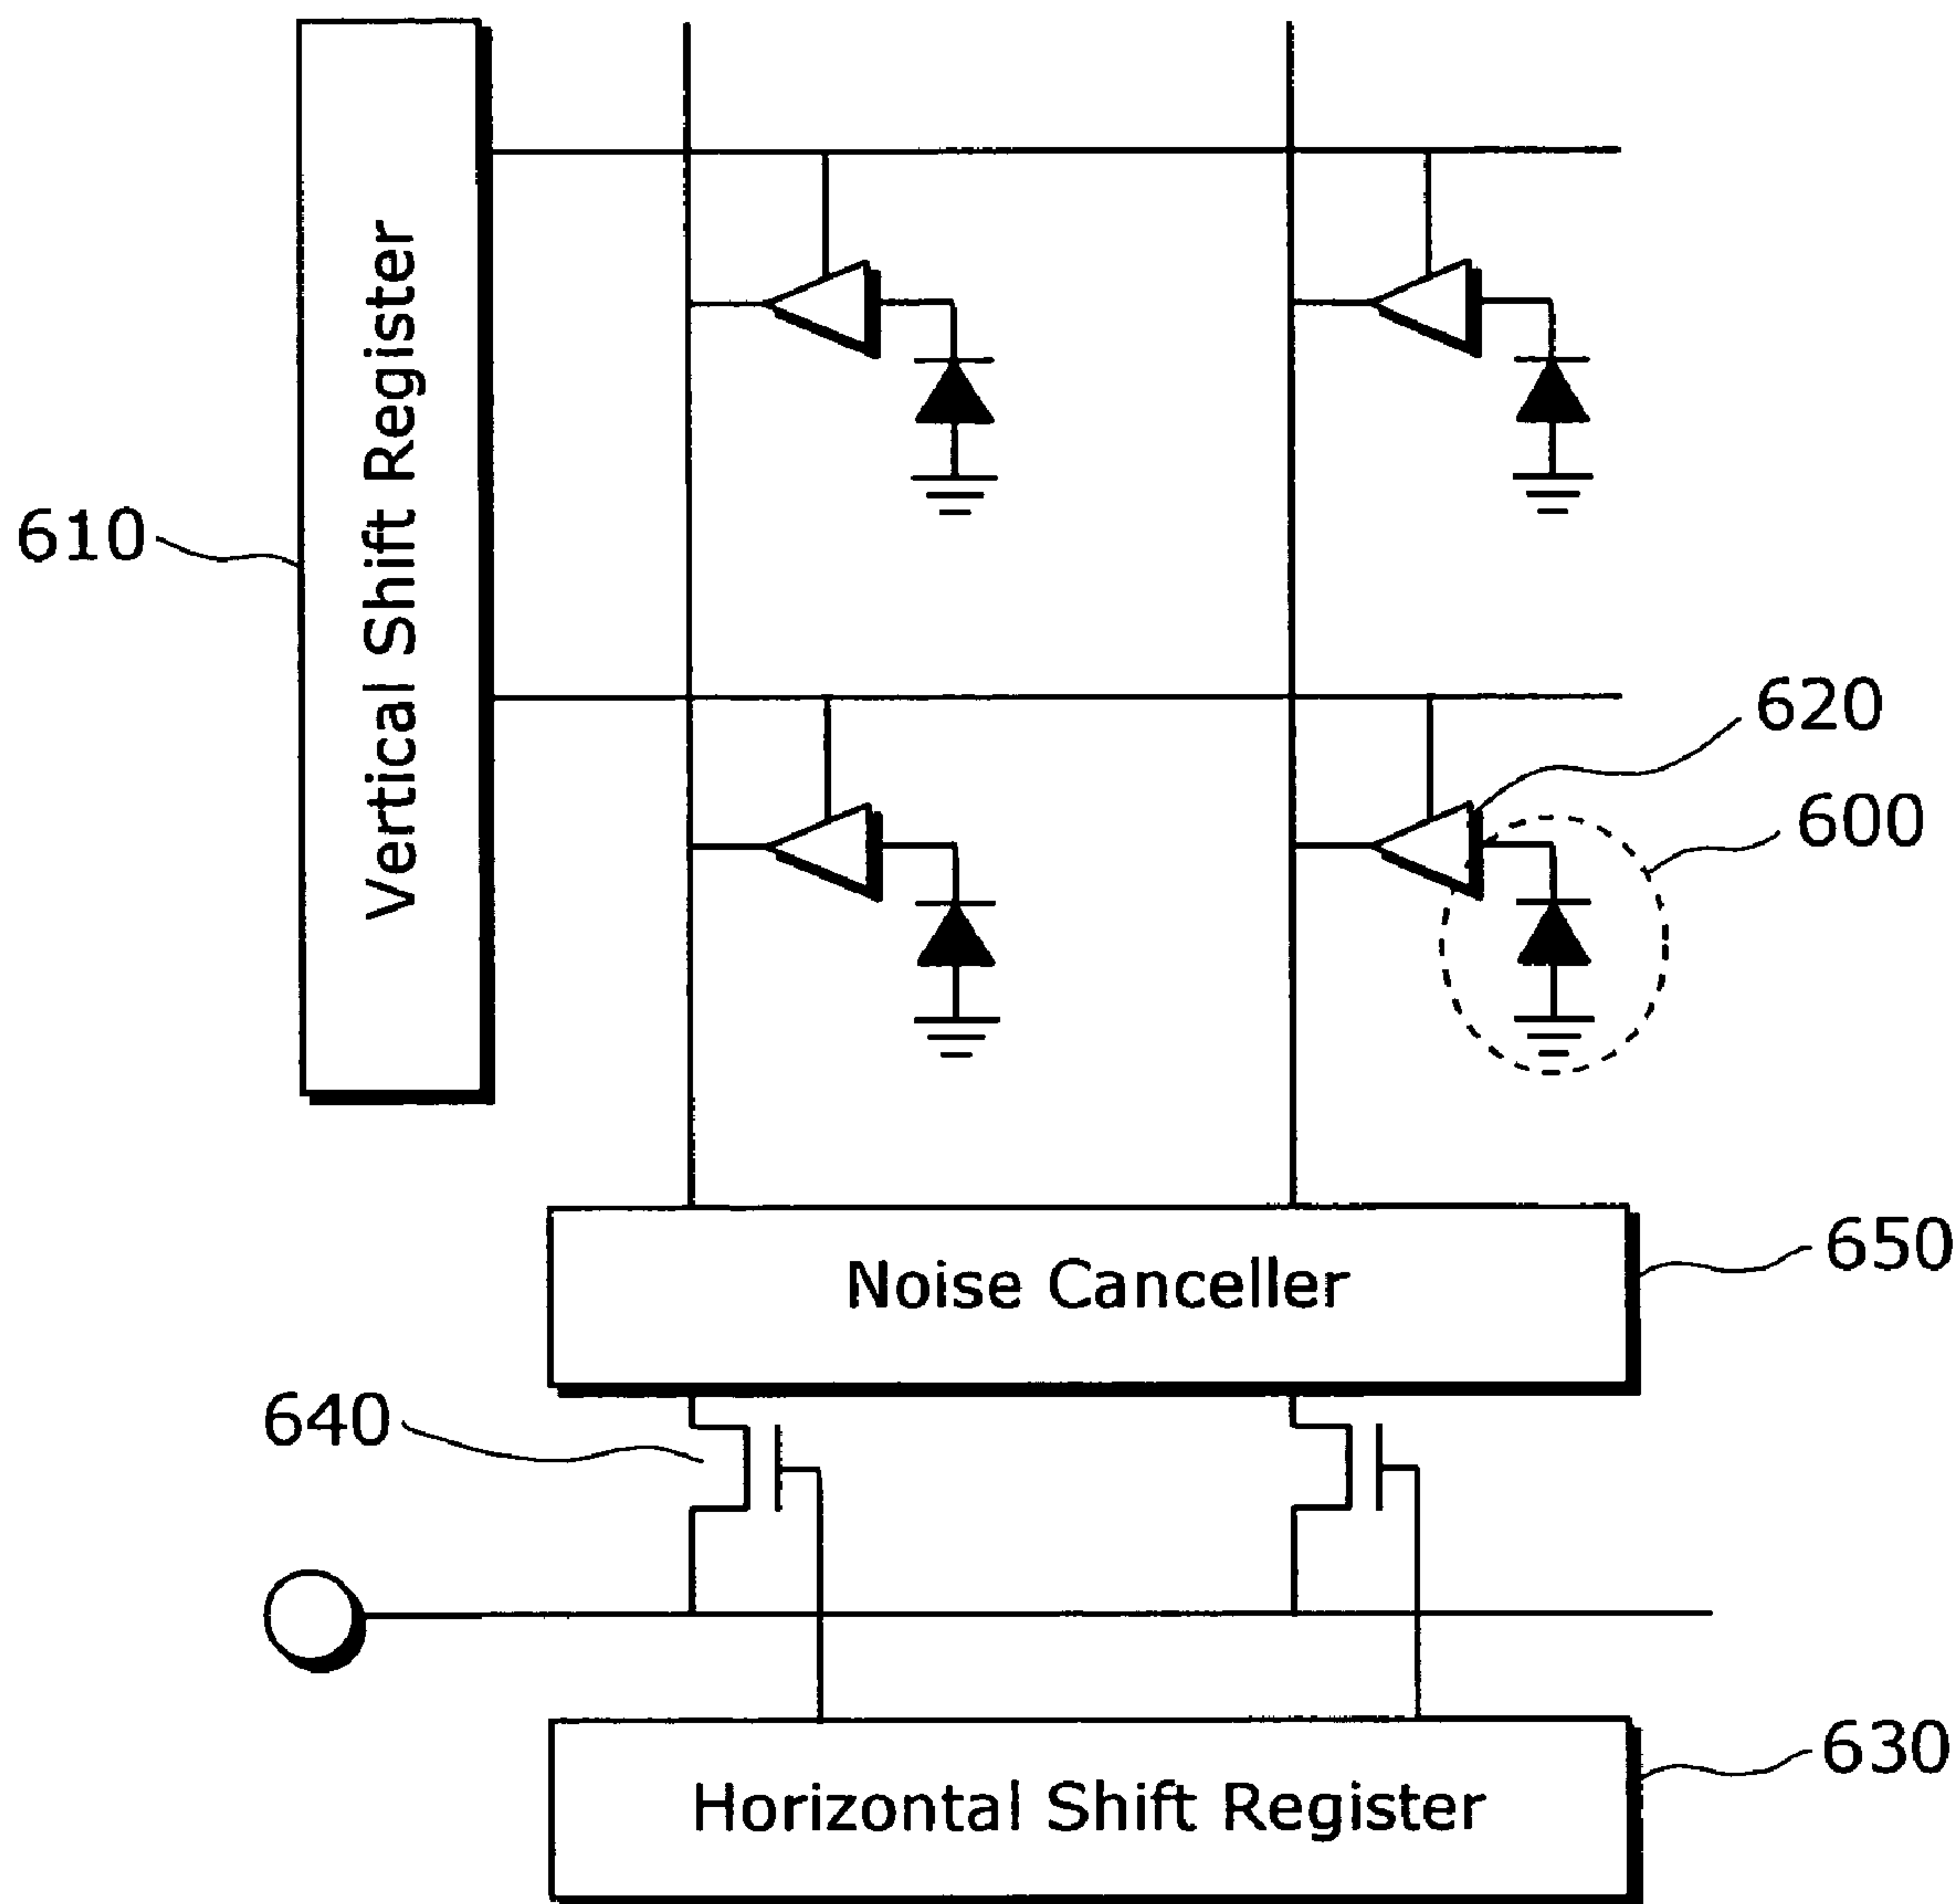 Vertical Shift Register
610
620
600
Noise Canceller
650
640
Horizontal Shift Register
630